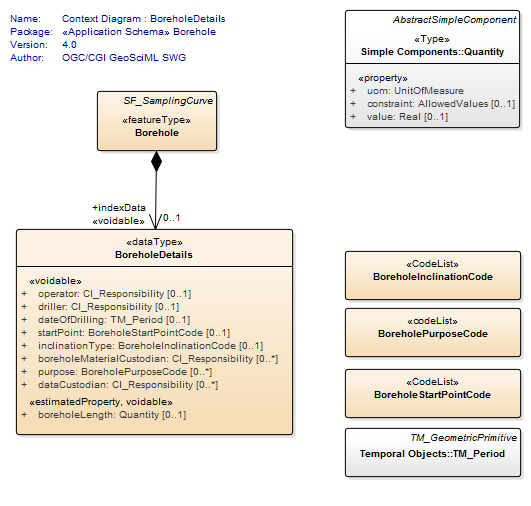 Name: Context Diagram : BoreholeDetails
Package: «Application Schema» Borehole
Version: 4.0
Author: OGC/CGI GeoSciML SWG
AbstractSimpleComponent
«Type»
Simple Components::Quantity
«property»
+ uom: UnitOfMeasure
+ constraint: AllowedValues [0..1]
+ value: Real [0..1]
SF_SamplingCurve
«featureType»
Borehole
+indexData
«voidable»
0..1
«dataType»
BoreholeDetails
«voidable»
+ operator: CI_Responsibility [0..1]
+ driller: CI_Responsibility [0..1]
+ dateOfDrilling: TM_Period [0..1]
+ startPoint: BoreholeStartPointCode [0..1]
+ inclinationType: BoreholeInclinationCode [0..1]
+ boreholeMaterialCustodian: CI_Responsibility [0..*]
+ purpose: BoreholePurposeCode [0..*]
+ dataCustodian: CI_Responsibility [0..*]
«estimatedProperty, voidable»
+ boreholeLength: Quantity [0..1]
«CodeList»
BoreholeInclinationCode
«codeList»
BoreholePurposeCode
«CodeList»
BoreholeStartPointCode
TM_GeometricPrimitive
Temporal Objects::TM_Period